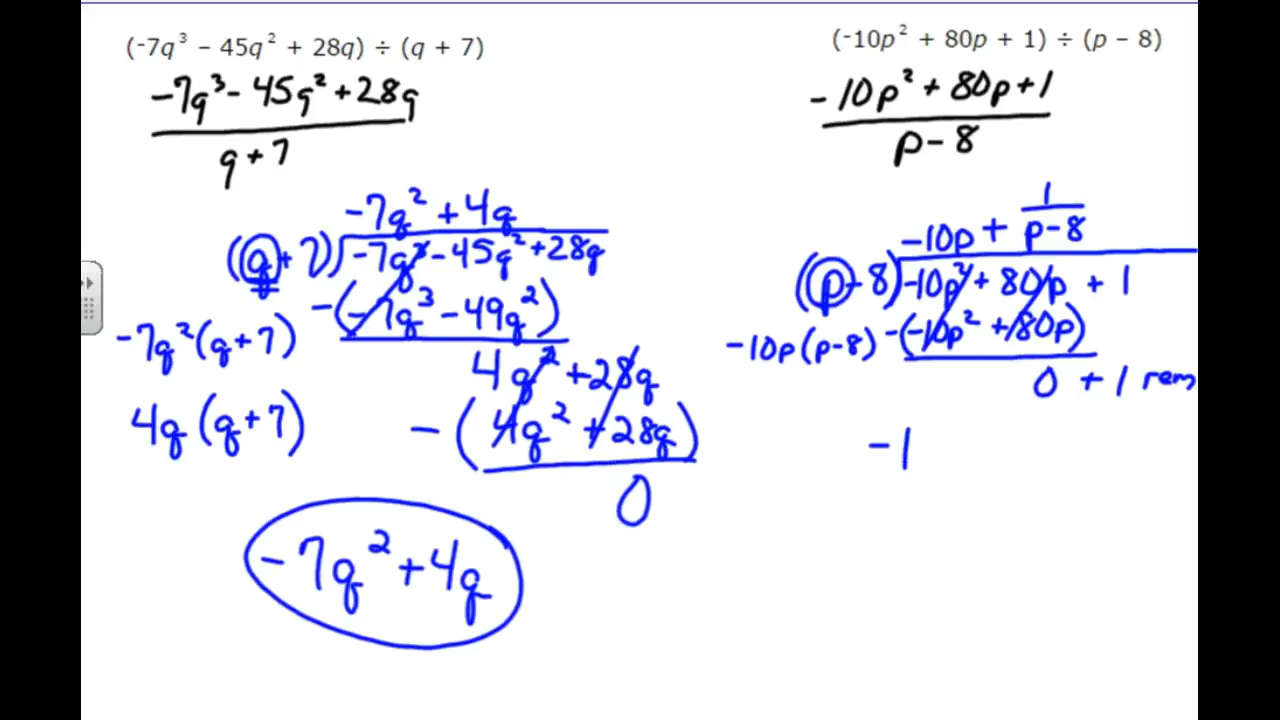 (-7q³ – 45q² + 28q) ÷ (q + 7)
-7q³ - 45q² + 28q
q + 7
-7q² + 4q
(q + 7) -7q³ - 45q² + 28q
-7q²(q + 7) -(-7q³ - 49q²)
4q² + 28q
4q (q + 7) - (4q² + 28q)
0
-7q² + 4q
(-10p² + 80p + 1) ÷ (p – 8)
-10p² + 80p + 1
p - 8
1
-10p + p - 8
(p - 8) -10p² + 80p + 1
-10p(p - 8) -(-10p² + 80p)
0 + 1 rem
-1